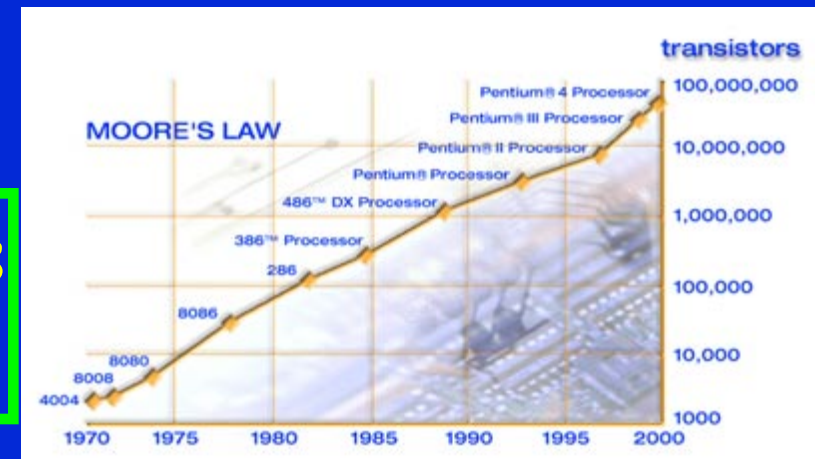 transistors
100,000,000
Pentium® 4 Processor
MOORE'S LAW
Pentium® III Processor
10,000,000
Pentium® II Processor
Pentium® Processor
486™ DX Processor
1,000,000
386™ Processor
286
100,000
8086
10,000
8080
8008
4004
1000
1970 1975 1980 1985 1990 1995 2000